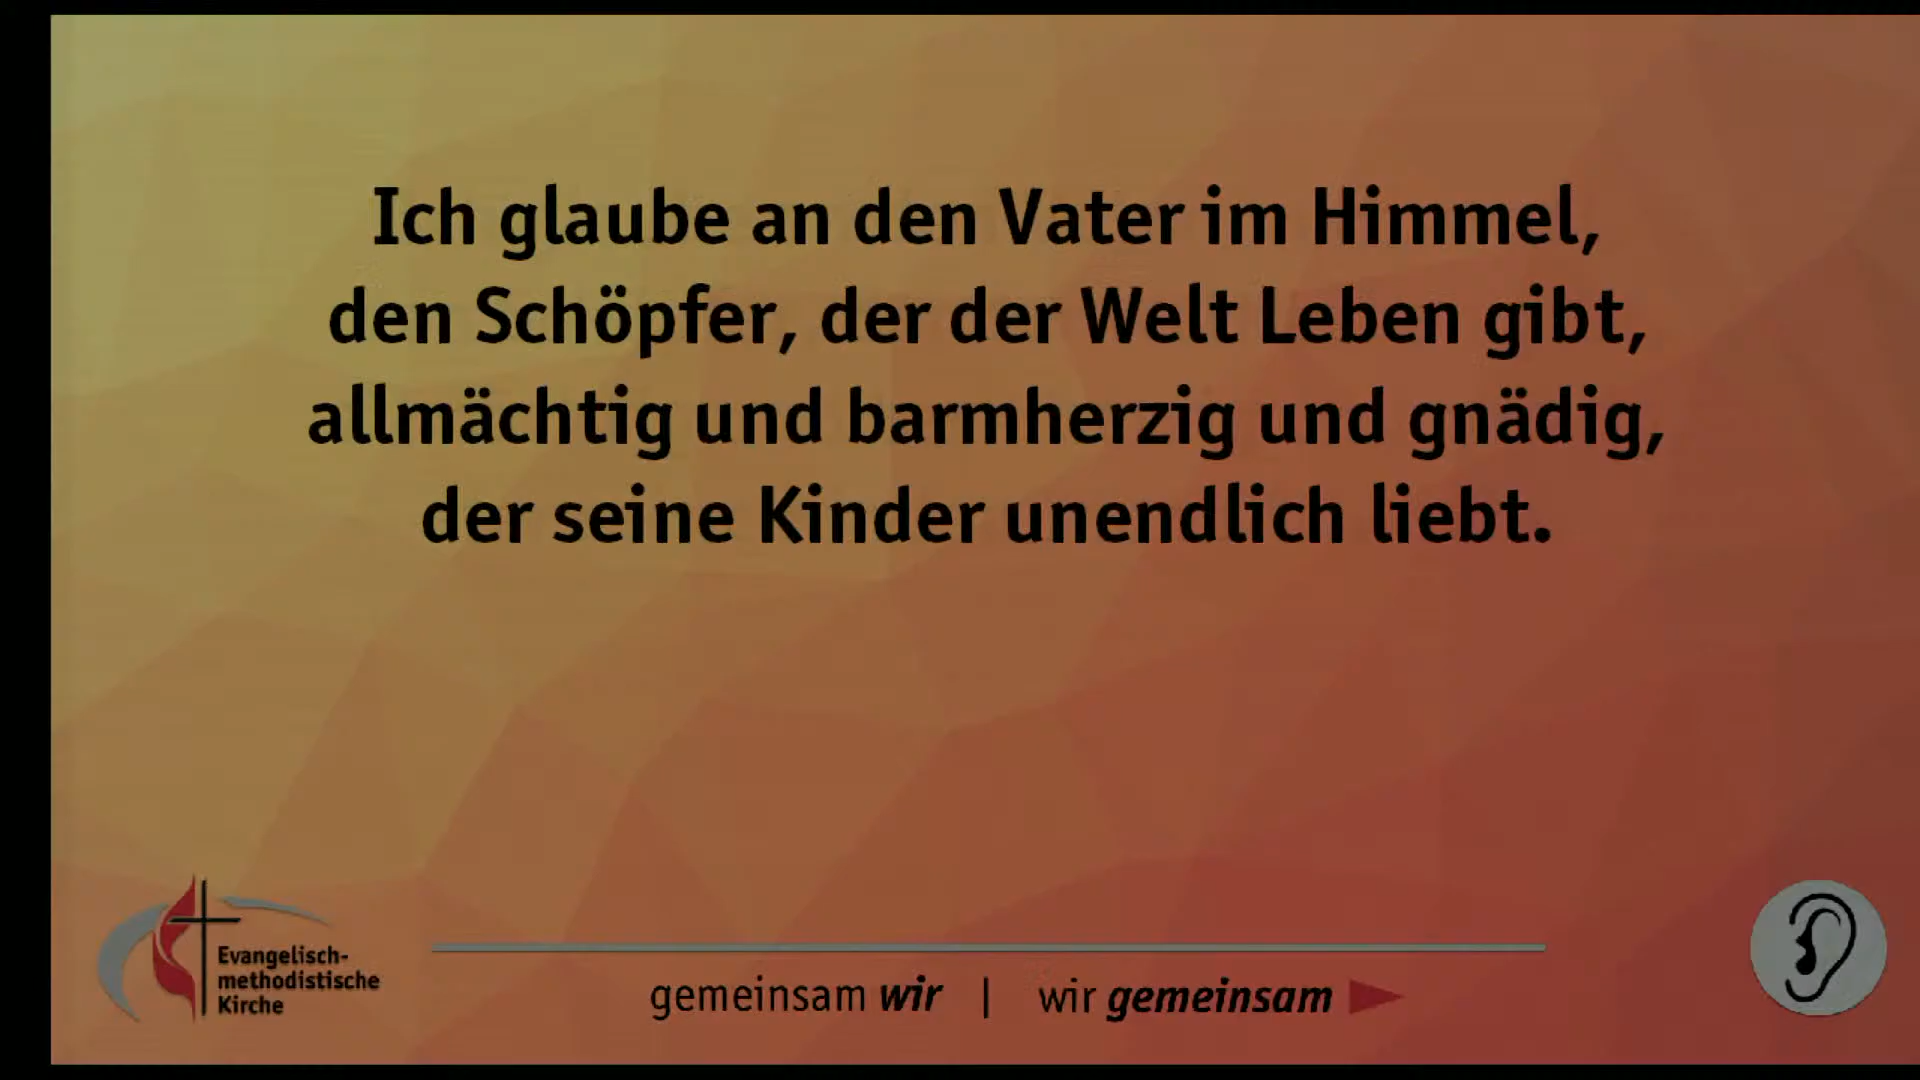 Ich glaube an den Vater im Himmel,
den Schöpfer, der der Welt Leben gibt,
allmächtig und barmherzig und gnädig,
der seine Kinder unendlich liebt.
Evangelisch-
methodistische
Kirche
gemeinsam wir | wir gemeinsam